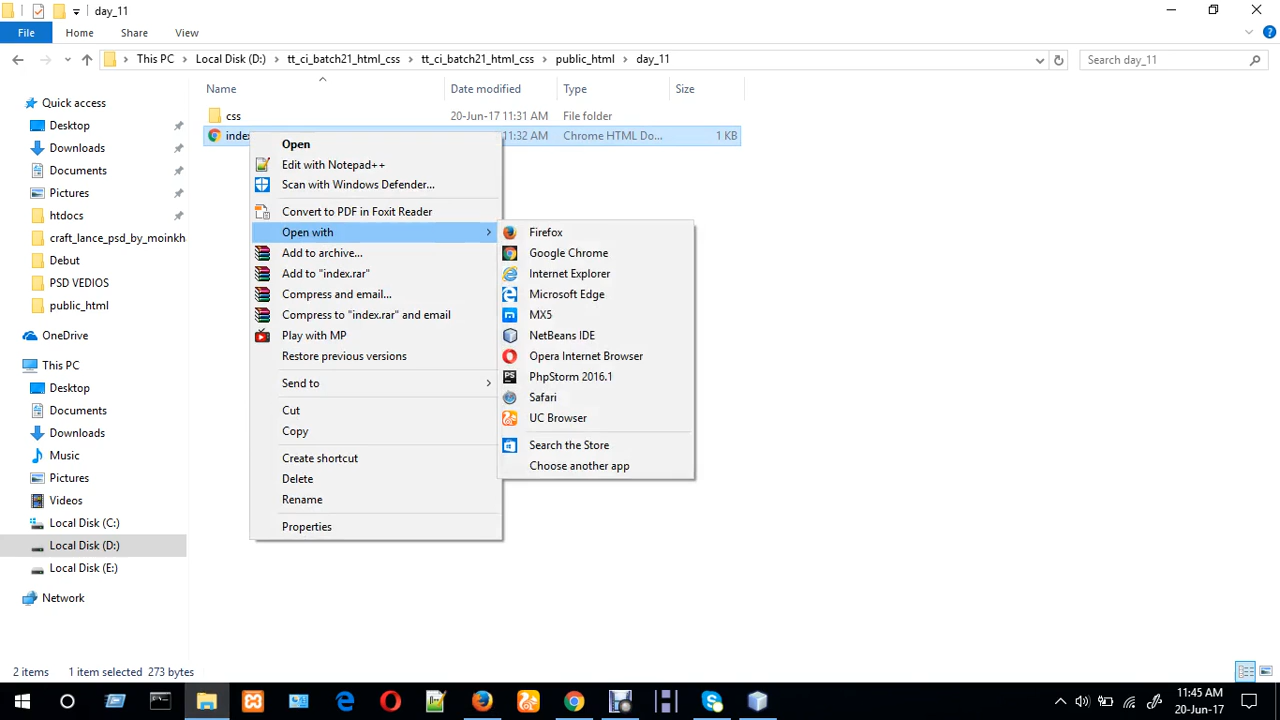 day_11
File Home Share View
This PC Local Disk (D:) tt_ci_batch21_html_css tt_ci_batch21_html_css public_html day_11
Search day_11
Name Date modified Type Size
css 20-Jun-17 11:31 AM File folder
index 11:32 AM Chrome HTML Do... 1 KB
Quick access
Desktop
Downloads
Documents
Pictures
htdocs
craft_lance_psd_by_moinkha
Debut
PSD VEDIOS
public_html
OneDrive
This PC
Desktop
Documents
Downloads
Music
Pictures
Videos
Local Disk (C:)
Local Disk (D:)
Local Disk (E:)
Network
Open
Edit with Notepad++
Scan with Windows Defender...
Convert to PDF in Foxit Reader
Open with
Add to archive...
Add to "index.rar"
Compress and email...
Compress to "index.rar" and email
Play with MP
Restore previous versions
Send to
Cut
Copy
Create shortcut
Delete
Rename
Properties
Firefox
Google Chrome
Internet Explorer
Microsoft Edge
MX5
NetBeans IDE
Opera Internet Browser
PhpStorm 2016.1
Safari
UC Browser
Search the Store
Choose another app
2 items 1 item selected 273 bytes
11:45 AM
20-Jun-17